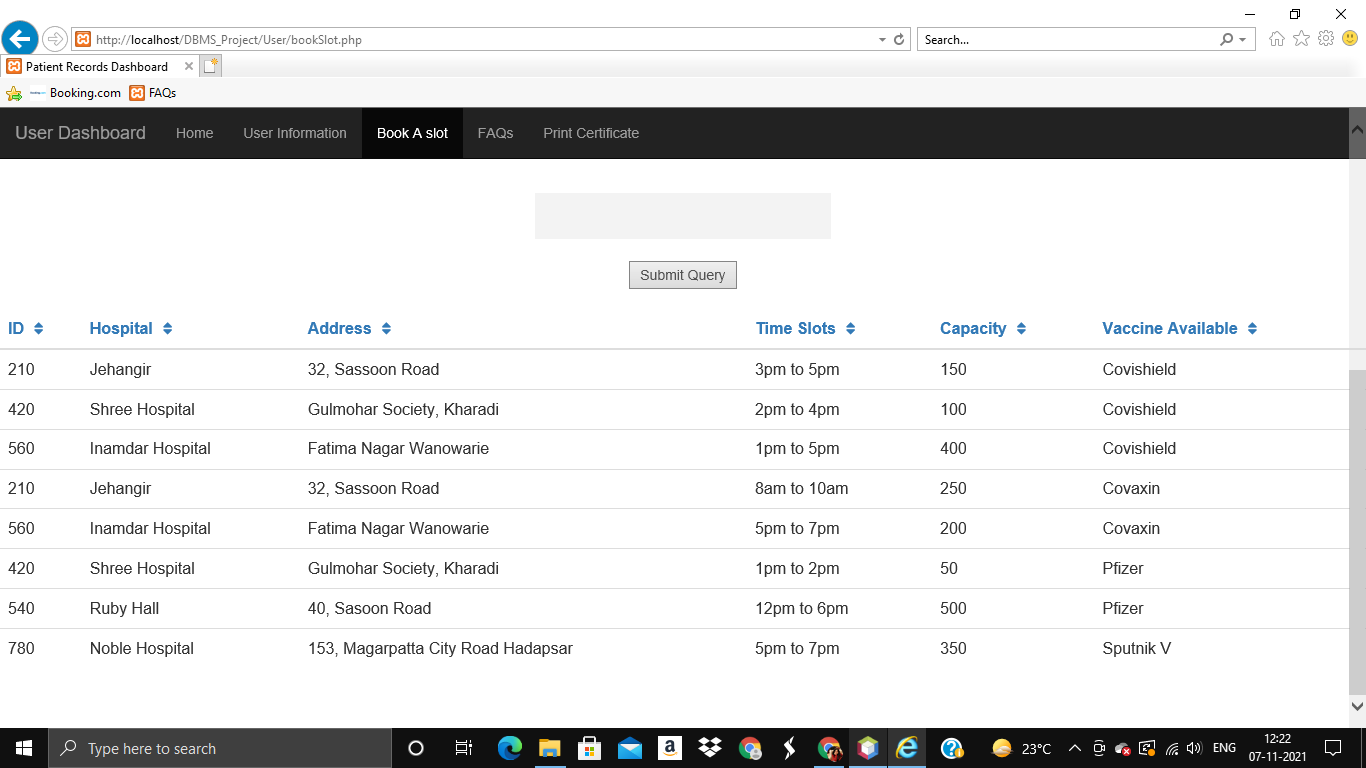 http://localhost/DBMS_Project/User/bookSlot.php
Search...
Patient Records Dashboard
Booking.com FAQs
User Dashboard Home User Information Book A slot FAQs Print Certificate
Submit Query
ID Hospital Address Time Slots Capacity Vaccine Available
210 Jehangir 32, Sassoon Road 3pm to 5pm 150 Covishield
420 Shree Hospital Gulmohar Society, Kharadi 2pm to 4pm 100 Covishield
560 Inamdar Hospital Fatima Nagar Wanowarie 1pm to 5pm 400 Covishield
210 Jehangir 32, Sassoon Road 8am to 10am 250 Covaxin
560 Inamdar Hospital Fatima Nagar Wanowarie 5pm to 7pm 200 Covaxin
420 Shree Hospital Gulmohar Society, Kharadi 1pm to 2pm 50 Pfizer
540 Ruby Hall 40, Sasoon Road 12pm to 6pm 500 Pfizer
780 Noble Hospital 153, Magarpatta City Road Hadapsar 5pm to 7pm 350 Sputnik V
Type here to search
23°C
ENG
12:22
07-11-2021